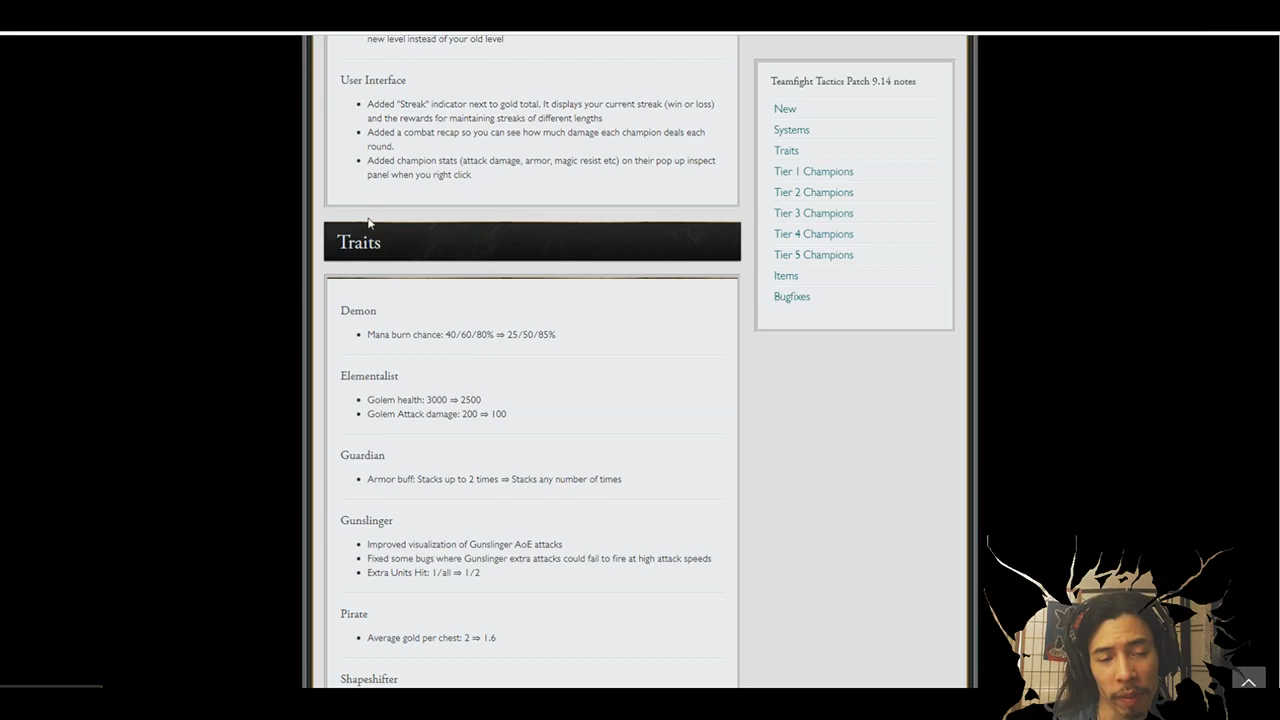 new level instead of your old level
User Interface
• Added "Streak" indicator next to gold total. It displays your current streak (win or loss)
and the rewards for maintaining streaks of different lengths
• Added a combat recap so you can see how much damage each champion deals each
round.
• Added champion stats (attack damage, armor, magic resist etc) on their pop up inspect
panel when you right click
Traits
Demon
• Mana burn chance: 40/60/80% ⇒ 25/50/85%
Elementalist
• Golem health: 3000 ⇒ 2500
• Golem Attack damage: 200 ⇒ 100
Guardian
• Armor buff: Stacks up to 2 times ⇒ Stacks any number of times
Gunslinger
• Improved visualization of Gunslinger AoE attacks
• Fixed some bugs where Gunslinger extra attacks could fail to fire at high attack speeds
• Extra Units Hit: 1/all ⇒ 1/2
Pirate
• Average gold per chest: 2 ⇒ 1.6
Shapeshifter
Teamfight Tactics Patch 9.14 notes
New
Systems
Traits
Tier 1 Champions
Tier 2 Champions
Tier 3 Champions
Tier 4 Champions
Tier 5 Champions
Items
Bugfixes